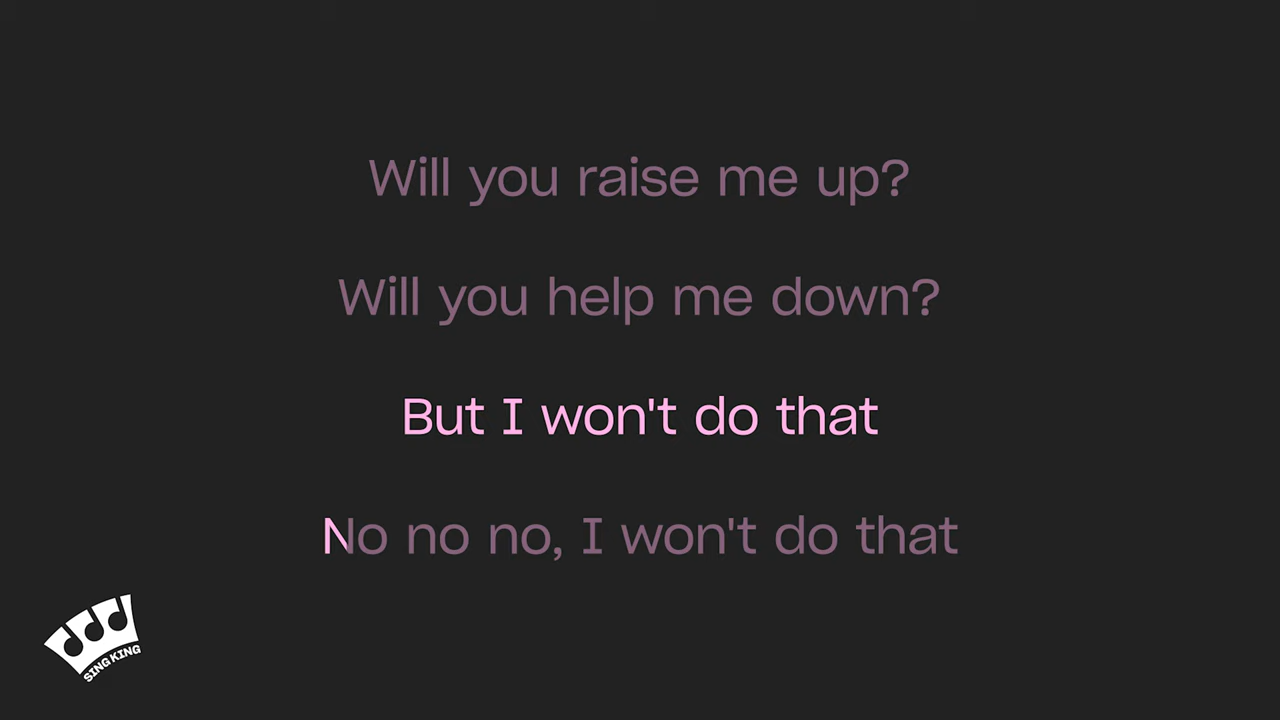 Will you raise me up?
Will you help me down?
But I won't do that
No no no, I won't do that
SING KING